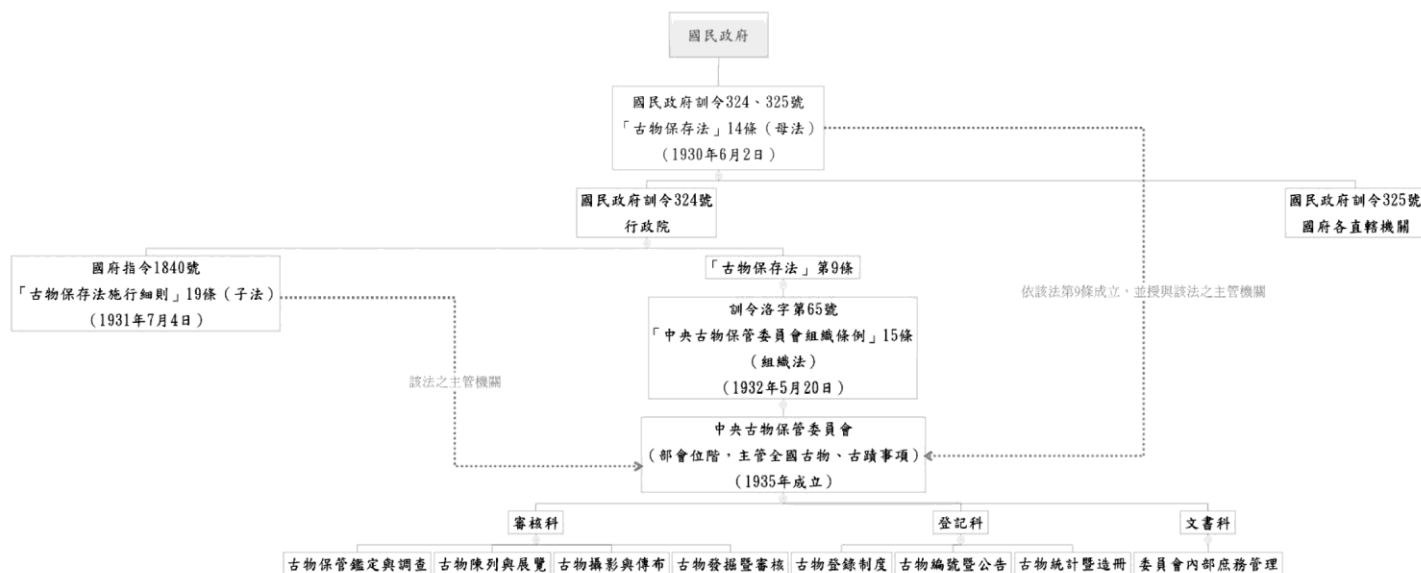 國民政府
國民政府訓令324、325號
「古物保存法」14條（母法）
（1930年6月2日）
國民政府訓令324號
行政院
國民政府訓令325號
國府各直轄機關
國府指令1840號
「古物保存法施行細則」19條（子法）
（1931年7月4日）
「古物保存法」第9條
訓令洛字第65號
「中央古物保管委員會組織條例」15條
（組織法）
（1932年5月20日）
依該法第9條成立，並授與該法之主管機關
該法之主管機關
中央古物保管委員會
（部會位階，主管全國古物、古蹟事項）
（1935年成立）
審核科
登記科
文書科
古物保管鑑定與調查
古物陳列與展覽
古物攝影與傳布
古物發掘暨審核
古物登錄制度
古物編號暨公告
古物統計暨造冊
委員會內部庶務管理